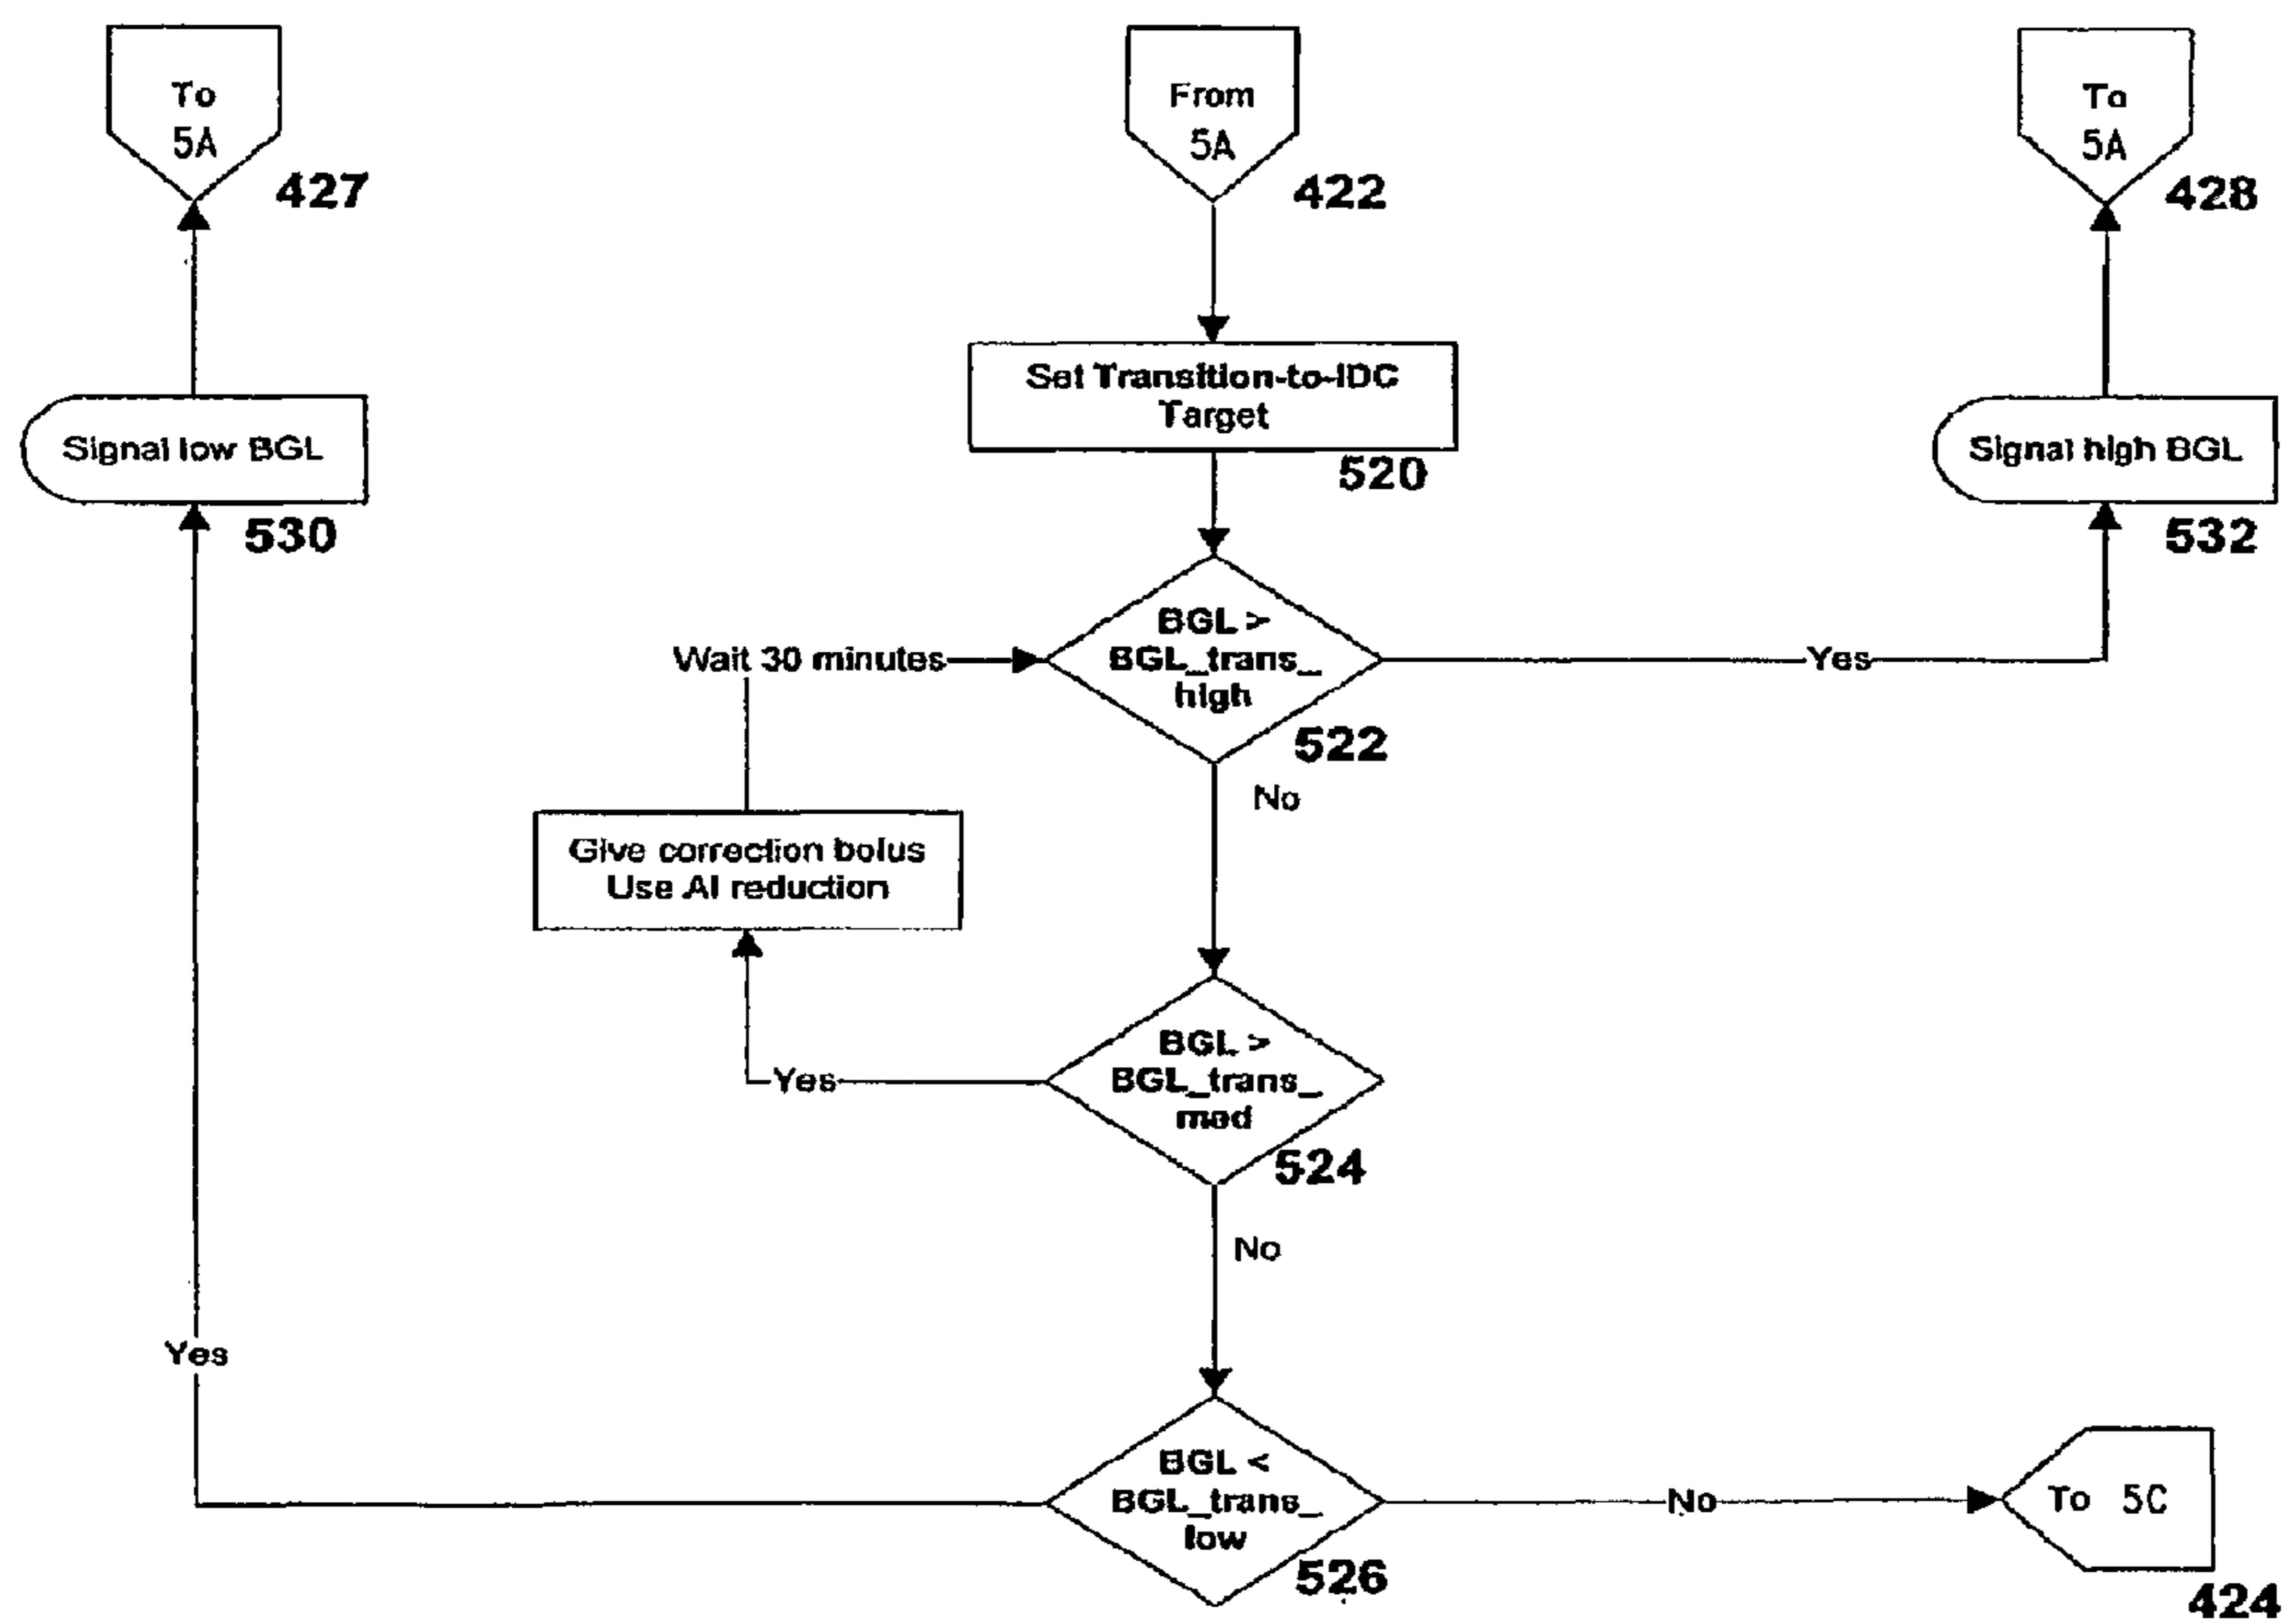 To
5A
427
From
5A
422
To
5A
428
Set Transition-to-IDC
Target
520
Signal low BGL
530
Signal high BGL
532
BGL >
BGL_trans_
high
522
Wait 30 minutes
Yes
No
Give correction bolus
Use AI reduction
BGL >
BGL_trans_
med
524
Yes
No
Yes
BGL <
BGL_trans_
low
526
No
To 5C
424